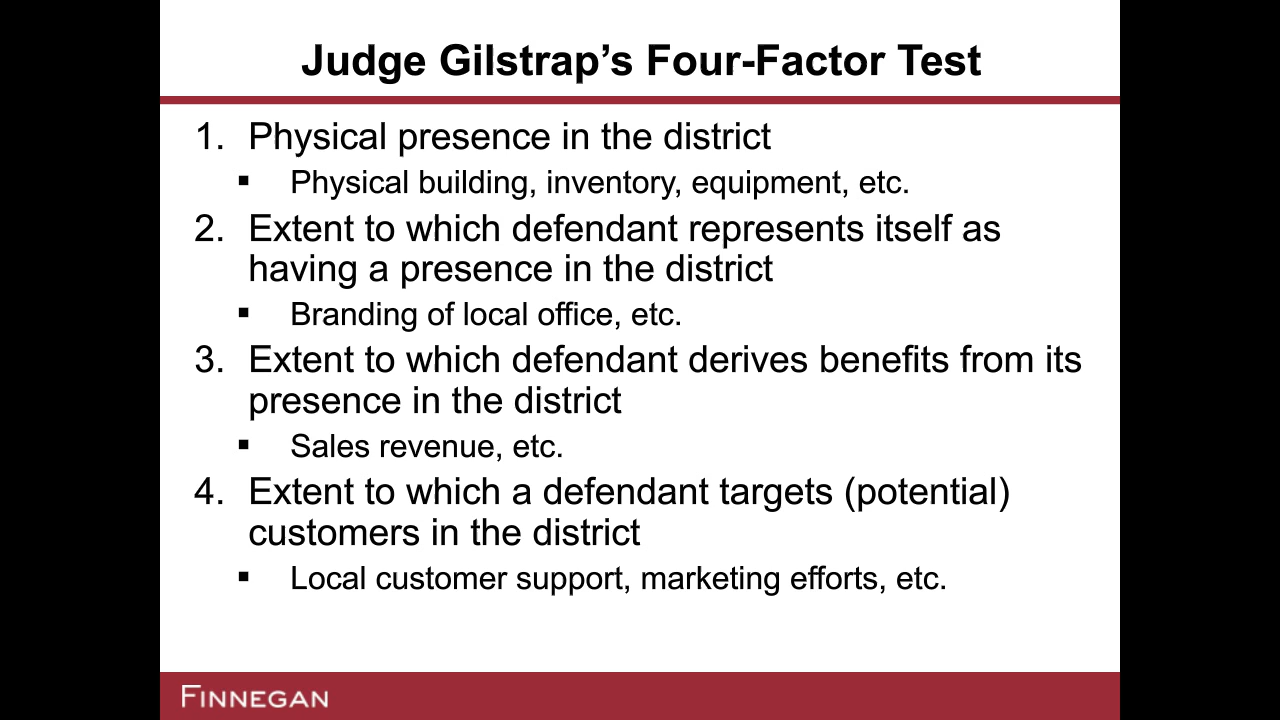 Judge Gilstrap’s Four-Factor Test
1. Physical presence in the district
▪ Physical building, inventory, equipment, etc.
2. Extent to which defendant represents itself as
having a presence in the district
▪ Branding of local office, etc.
3. Extent to which defendant derives benefits from its
presence in the district
▪ Sales revenue, etc.
4. Extent to which a defendant targets (potential)
customers in the district
▪ Local customer support, marketing efforts, etc.
FINNEGAN